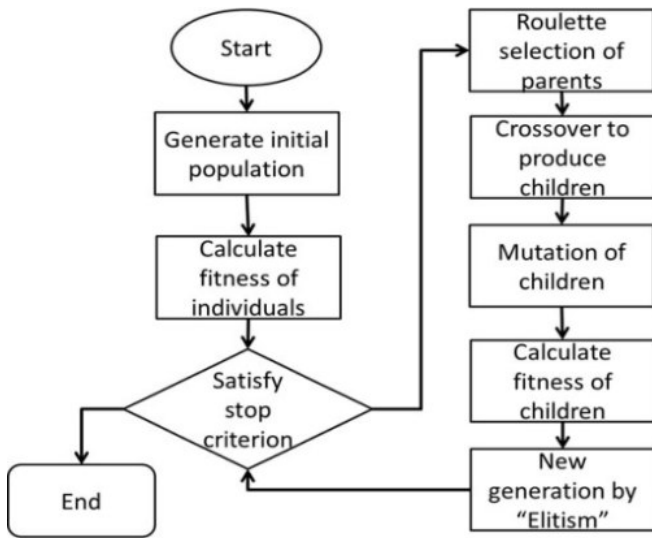 Start
Generate initial
population
Calculate
fitness of
individuals
Satisfy
stop
criterion
End
Roulette
selection of
parents
Crossover to
produce
children
Mutation of
children
Calculate
fitness of
children
New
generation by
“Elitism”